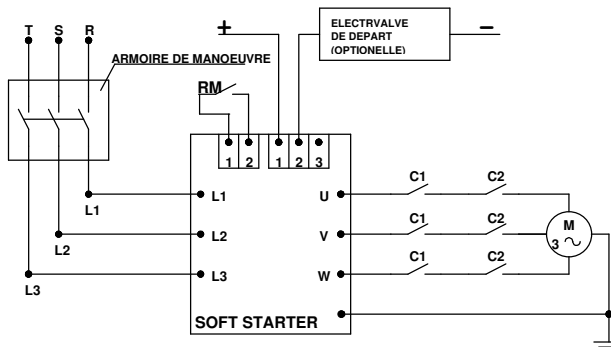 T S R
+
ELECTRVALVE
DE DEPART
(OPTIONELLE)
−
ARMOIRE DE MANOEUVRE
RM
1 2 1 2 3
L1 L1 U C1 C2
L2 L2 V C1 C2
M
3 ~
L3 L3 W C1 C2
SOFT STARTER